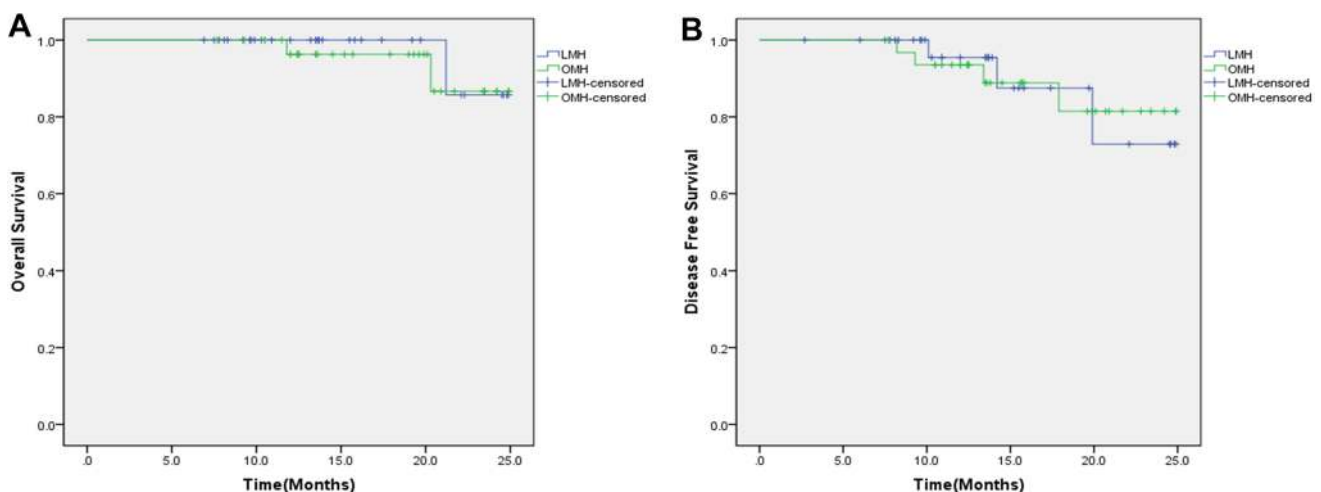 A
1.0
0.8
0.6
0.4
0.2
0.0
Overall Survival
.0 5.0 10.0 15.0 20.0 25.0
Time(Months)
LMH
OMH
LMH-censored
OMH-censored
B
1.0
0.8
0.6
0.4
0.2
0.0
Disease Free Survival
.0 5.0 10.0 15.0 20.0 25.0
Time(Months)
LMH
OMH
LMH-censored
OMH-censored